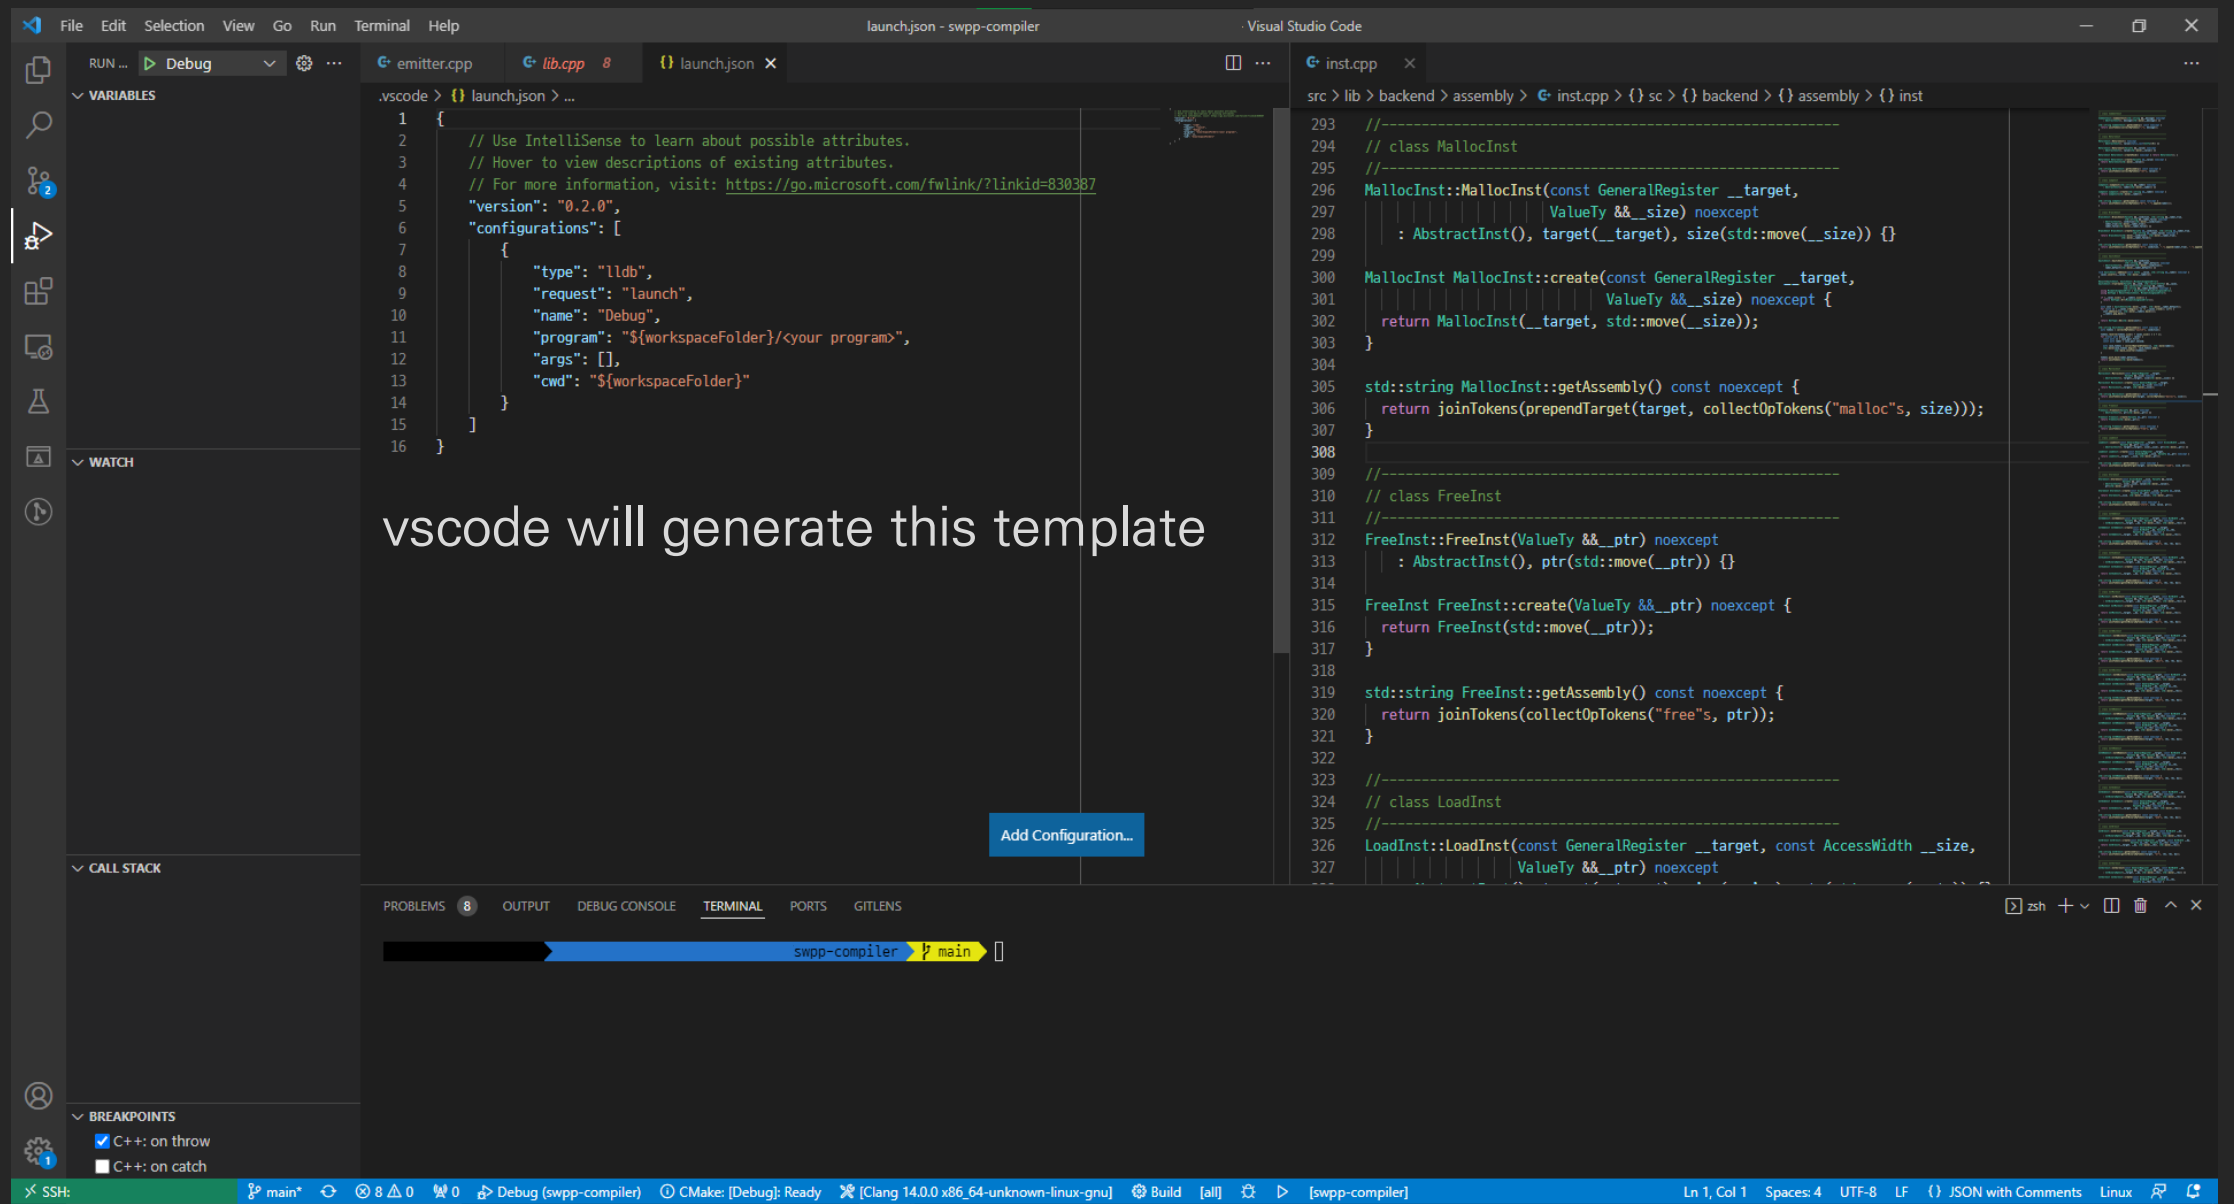 File Edit Selection View Go Run Terminal Help
launch.json - swpp-compiler
- Visual Studio Code
RUN ... Debug
VARIABLES
WATCH
CALL STACK
BREAKPOINTS
C++: on throw
C++: on catch
emitter.cpp
lib.cpp 8
{} launch.json
.vscode > {} launch.json > ...
1 {
2 // Use IntelliSense to learn about possible attributes.
3 // Hover to view descriptions of existing attributes.
4 // For more information, visit: https://go.microsoft.com/fwlink/?linkid=830387
5 "version": "0.2.0",
6 "configurations": [
7 {
8 "type": "lldb",
9 "request": "launch",
10 "name": "Debug",
11 "program": "${workspaceFolder}/<your program>",
12 "args": [],
13 "cwd": "${workspaceFolder}"
14 }
15 ]
16 }
vscode will generate this template
Add Configuration...
inst.cpp
src > lib > backend > assembly > inst.cpp > {} sc > {} backend > {} assembly > {} inst
293 //---------------------------------------------------------
294 // class MallocInst
295 //---------------------------------------------------------
296 MallocInst::MallocInst(const GeneralRegister __target,
297 ValueTy &&__size) noexcept
298 : AbstractInst(), target(__target), size(std::move(__size)) {}
299
300 MallocInst MallocInst::create(const GeneralRegister __target,
301 ValueTy &&__size) noexcept {
302 return MallocInst(__target, std::move(__size));
303 }
304
305 std::string MallocInst::getAssembly() const noexcept {
306 return joinTokens(prependTarget(target, collectOpTokens("malloc"s, size)));
307 }
308
309 //---------------------------------------------------------
310 // class FreeInst
311 //---------------------------------------------------------
312 FreeInst::FreeInst(ValueTy &&__ptr) noexcept
313 : AbstractInst(), ptr(std::move(__ptr)) {}
314
315 FreeInst FreeInst::create(ValueTy &&__ptr) noexcept {
316 return FreeInst(std::move(__ptr));
317 }
318
319 std::string FreeInst::getAssembly() const noexcept {
320 return joinTokens(collectOpTokens("free"s, ptr));
321 }
322
323 //---------------------------------------------------------
324 // class LoadInst
325 //---------------------------------------------------------
326 LoadInst::LoadInst(const GeneralRegister __target, const AccessWidth __size,
327 ValueTy &&__ptr) noexcept
PROBLEMS 8 OUTPUT DEBUG CONSOLE TERMINAL PORTS GITLENS
zsh
swpp-compiler main
SSH: main* 8 0 0 Debug (swpp-compiler) CMake: [Debug]: Ready [Clang 14.0.0 x86_64-unknown-linux-gnu] Build [all] [swpp-compiler] Ln 1, Col 1 Spaces: 4 UTF-8 LF {} JSON with Comments Linux